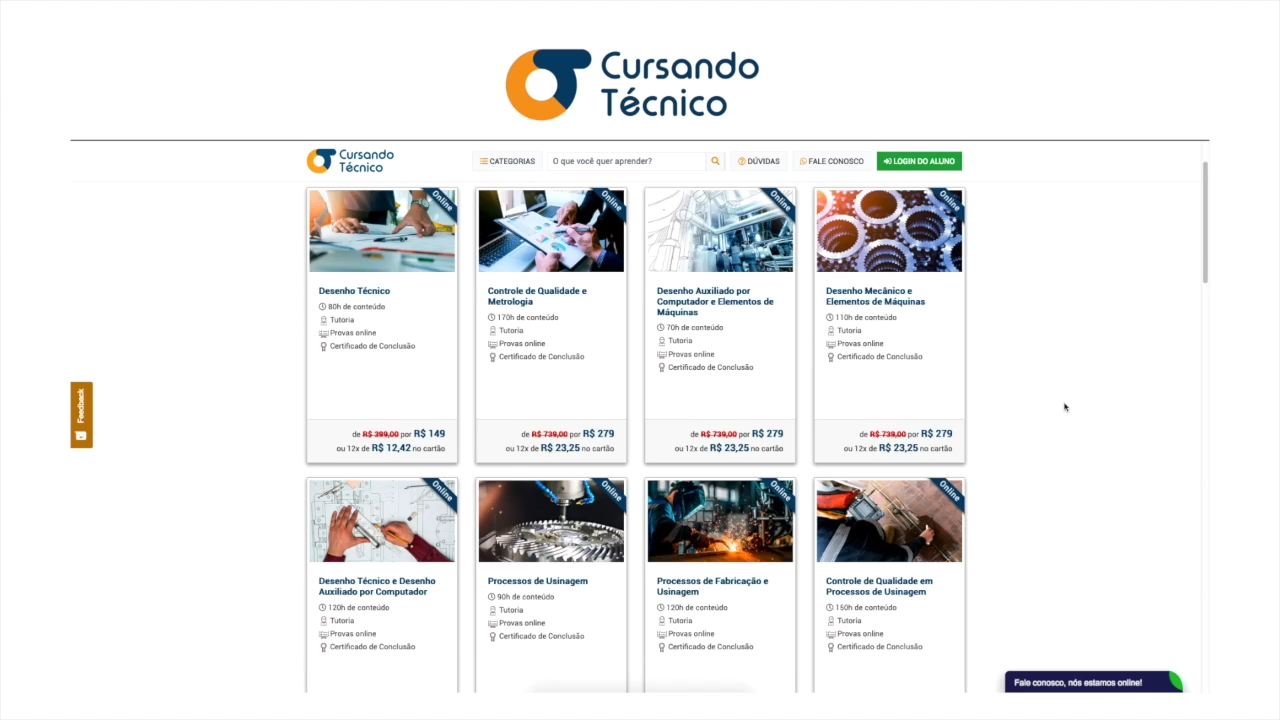 Cursando
Técnico
Cursando
Técnico
CATEGORIAS
O que você quer aprender?
DÚVIDAS
FALE CONOSCO
LOGIN DO ALUNO
Online
Desenho Técnico
80h de conteúdo
Tutoria
Provas online
Certificado de Conclusão
de R$ 399,00 por R$ 149
ou 12x de R$ 12,42 no cartão
Online
Controle de Qualidade e
Metrologia
170h de conteúdo
Tutoria
Provas online
Certificado de Conclusão
de R$ 739,00 por R$ 279
ou 12x de R$ 23,25 no cartão
Online
Desenho Auxiliado por
Computador e Elementos de
Máquinas
70h de conteúdo
Tutoria
Provas online
Certificado de Conclusão
de R$ 739,00 por R$ 279
ou 12x de R$ 23,25 no cartão
Online
Desenho Mecânico e
Elementos de Máquinas
110h de conteúdo
Tutoria
Provas online
Certificado de Conclusão
de R$ 739,00 por R$ 279
ou 12x de R$ 23,25 no cartão
Feedback
Online
Desenho Técnico e Desenho
Auxiliado por Computador
120h de conteúdo
Tutoria
Provas online
Certificado de Conclusão
Online
Processos de Usinagem
90h de conteúdo
Tutoria
Provas online
Certificado de Conclusão
Online
Processos de Fabricação e
Usinagem
120h de conteúdo
Tutoria
Provas online
Certificado de Conclusão
Online
Controle de Qualidade em
Processos de Usinagem
150h de conteúdo
Tutoria
Provas online
Certificado de Conclusão
Fale conosco, nós estamos online!